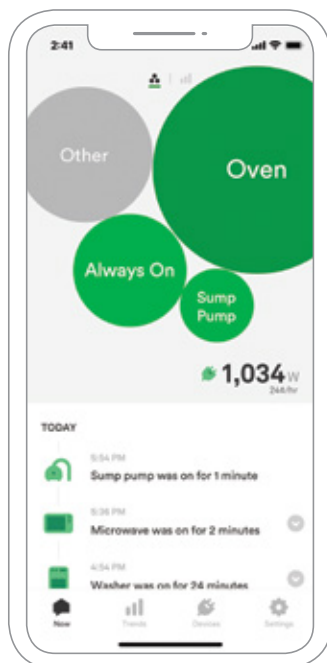 2:41
Other
Oven
Always On
Sump
Pump
1,034 w
24¢/hr
TODAY
5:54 PM
Sump pump was on for 1 minute
5:36 PM
Microwave was on for 2 minutes
4:54 PM
Washer was on for 24 minutes
Now
Trends
Devices
Settings